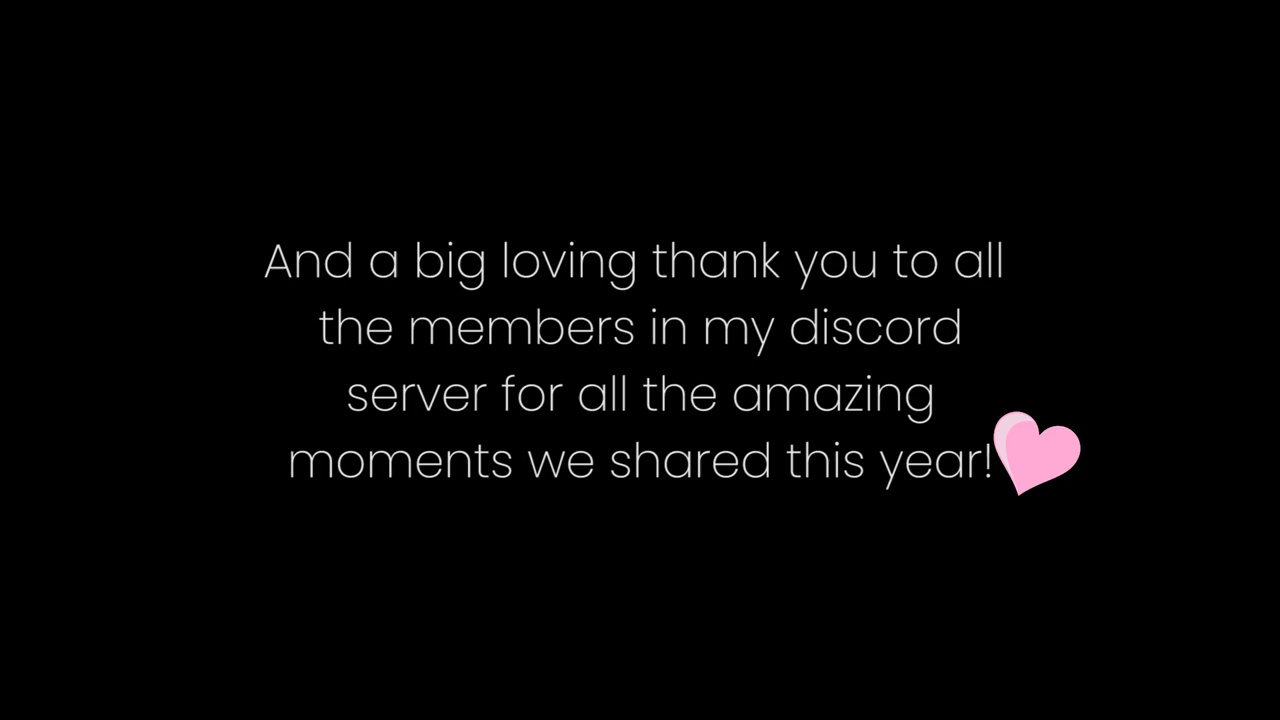 And a big loving thank you to all
the members in my discord
server for all the amazing
moments we shared this year!